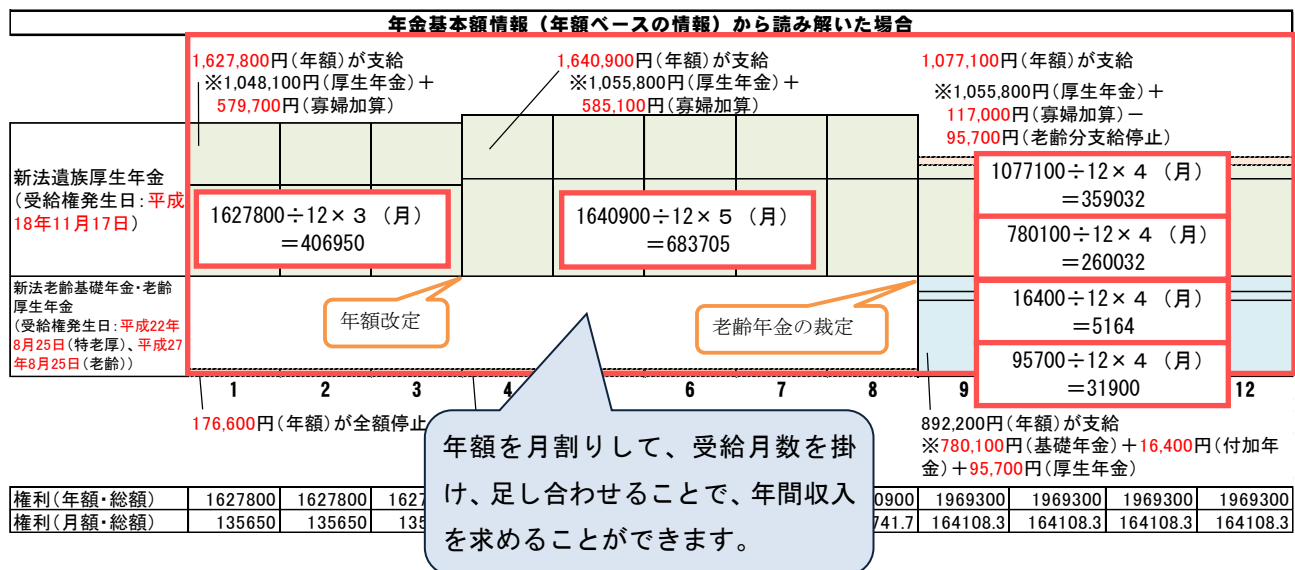 年金基本額情報（年額ベースの情報）から読み解いた場合
1,627,800円（年額）が支給
※1,048,100円（厚生年金）＋
579,700円（寡婦加算）
1,640,900円（年額）が支給
※1,055,800円（厚生年金）＋
585,100円（寡婦加算）
1,077,100円（年額）が支給
※1,055,800円（厚生年金）＋
117,000円（寡婦加算）－
95,700円（老齢分支給停止）
新法遺族厚生年金
（受給権発生日：平成
18年11月17日）
1627800÷12×３（月）
＝406950
1640900÷12×５（月）
＝683705
1077100÷12×４（月）
＝359032
780100÷12×４（月）
＝260032
16400÷12×４（月）
＝5164
95700÷12×４（月）
＝31900
新法老齢基礎年金・老齢
厚生年金
（受給権発生日：平成22年
8月25日（特老厚）、平成27
年8月25日（老齢））
年額改定
老齢年金の裁定
1 2 3 4 6 7 8 9 12
176,600円（年額）が全額停止
892,200円（年額）が支給
※780,100円（基礎年金）＋16,400円（付加年
金）＋95,700円（厚生年金）
年額を月割りして、受給月数を掛
け、足し合わせることで、年間収入
を求めることができます。
権利（年額・総額） 1627800 1627800 1969300 1969300 1969300 1969300
権利（月額・総額） 135650 135650 164108.3 164108.3 164108.3 164108.3